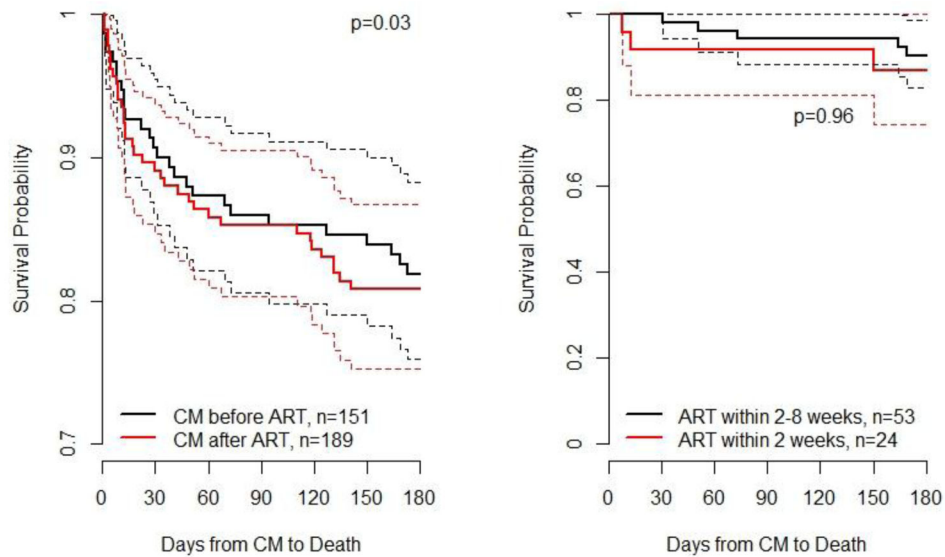 p=0.03
Survival Probability
0.7
0.8
0.9
1
CM before ART, n=151
CM after ART, n=189
0 30 60 90 120 150 180
Days from CM to Death
p=0.96
Survival Probability
0
0.2
0.4
0.6
0.8
1
ART within 2-8 weeks, n=53
ART within 2 weeks, n=24
0 30 60 90 120 150 180
Days from CM to Death